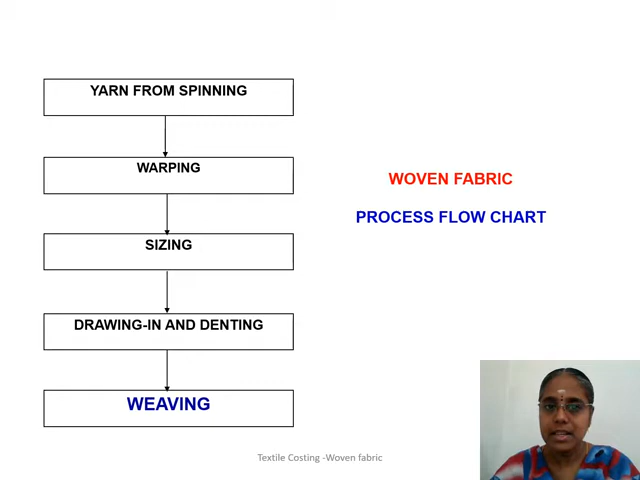 YARN FROM SPINNING
WARPING
SIZING
DRAWING-IN AND DENTING
WEAVING
WOVEN FABRIC
PROCESS FLOW CHART
Textile Costing -Woven fabric